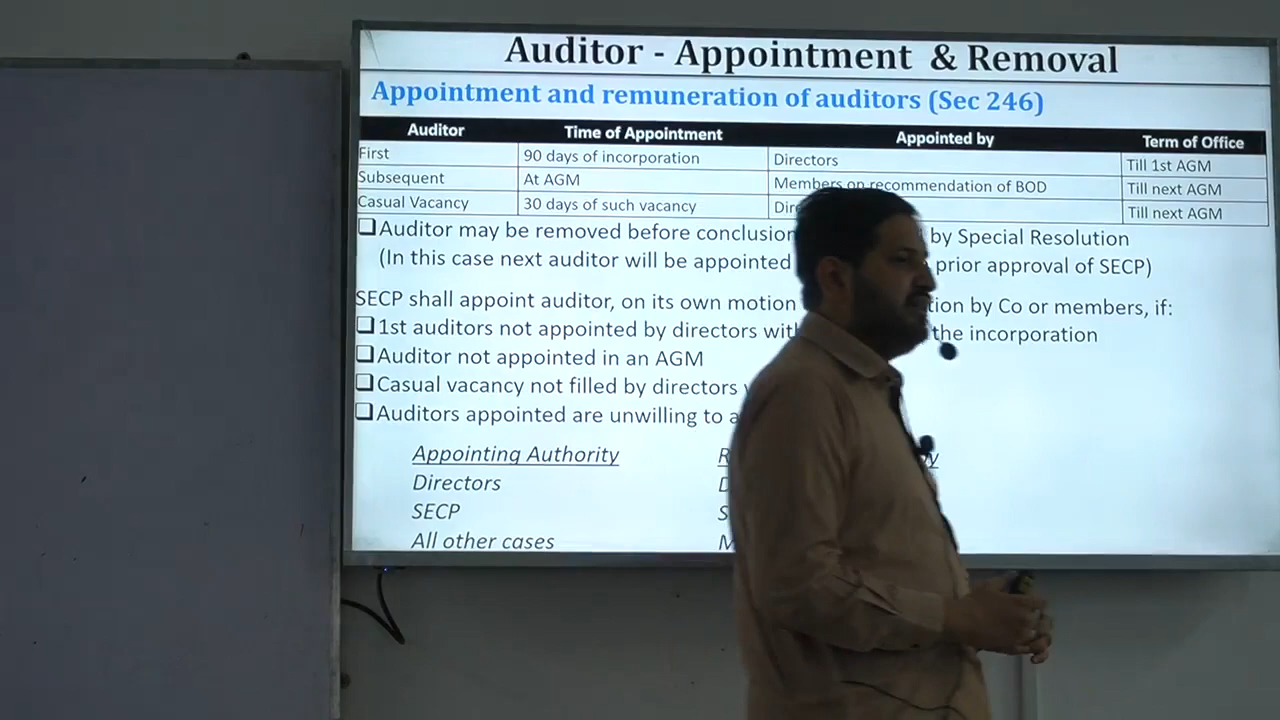 Auditor - Appointment & Removal
Appointment and remuneration of auditors (Sec 246)
Auditor Time of Appointment Appointed by Term of Office
First 90 days of incorporation Directors Till 1st AGM
Subsequent At AGM Members on recommendation of BOD Till next AGM
Casual Vacancy 30 days of such vacancy Till next AGM
❑Auditor may be removed before conclusion by Special Resolution
(In this case next auditor will be appointed prior approval of SECP)
SECP shall appoint auditor, on its own motion by Co or members, if:
❑1st auditors not appointed by directors the incorporation
❑Auditor not appointed in an AGM
❑Casual vacancy not filled by directors
❑Auditors appointed are unwilling to
Appointing Authority
Directors
SECP
All other cases